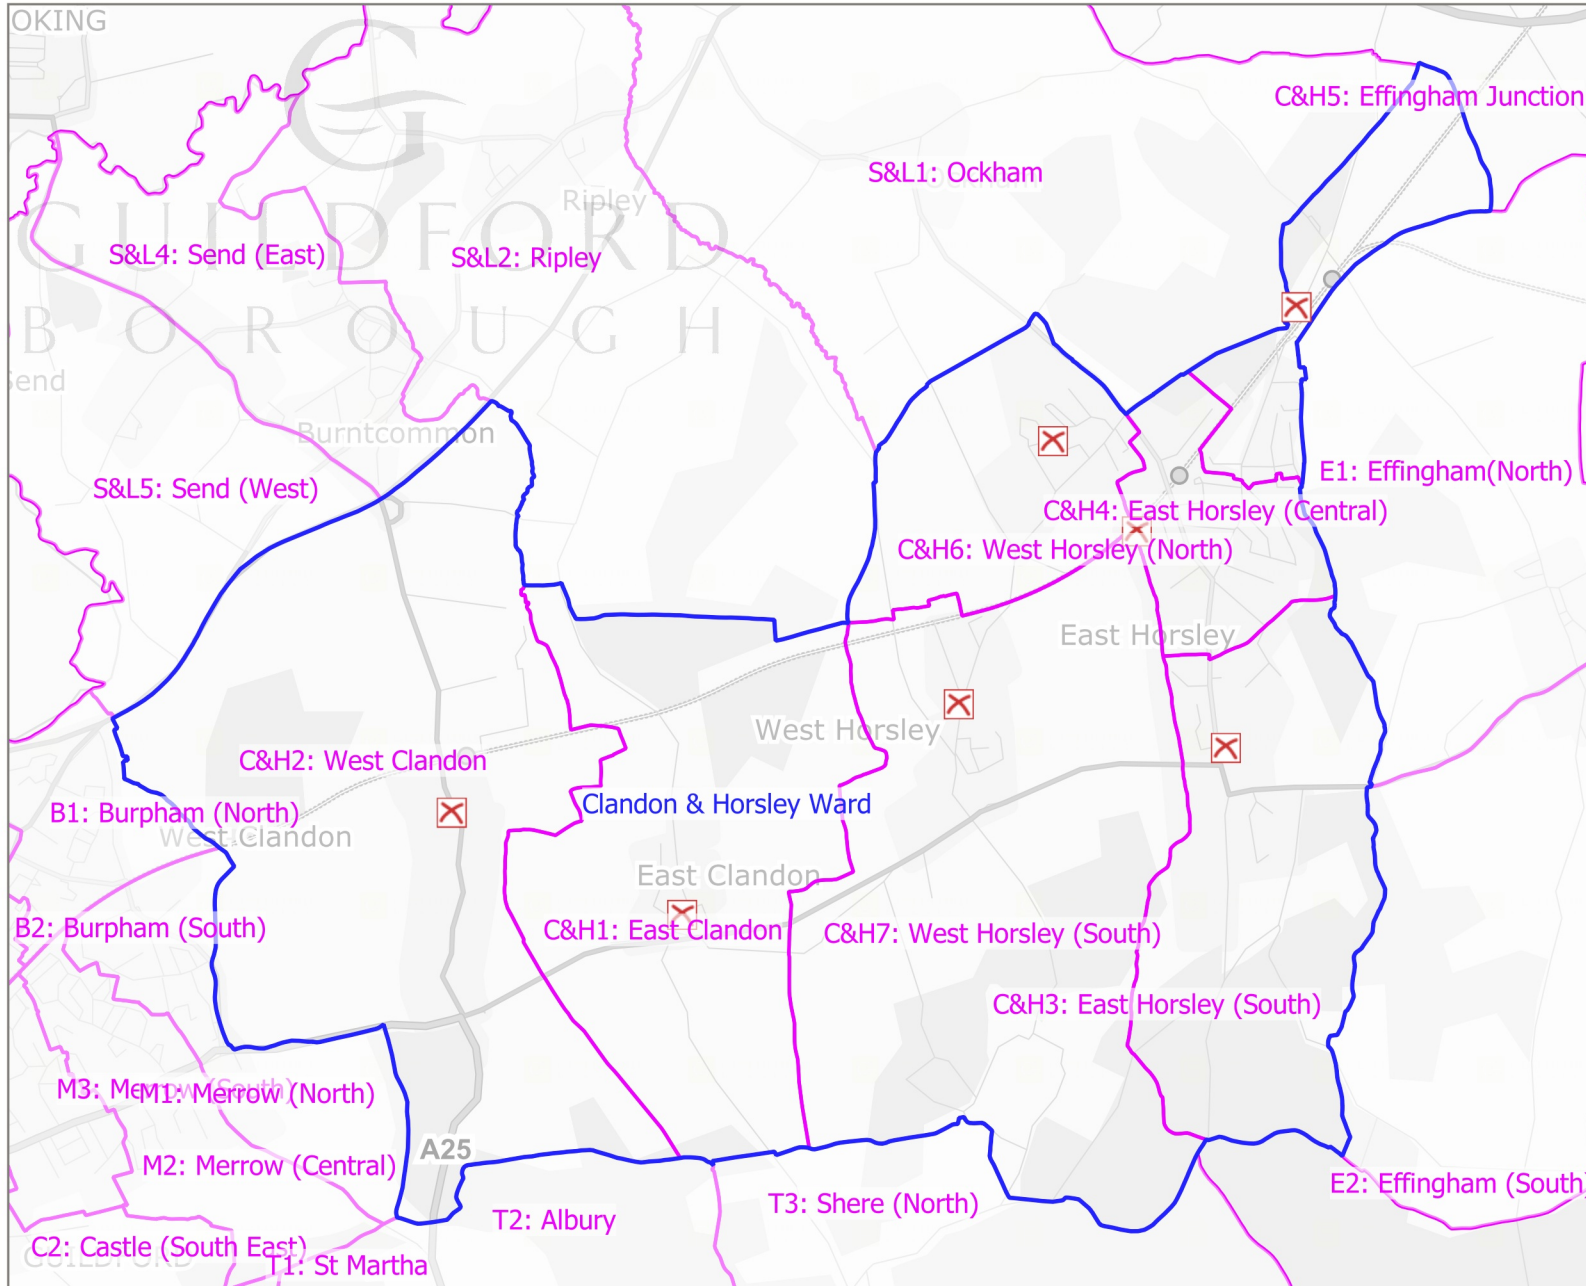 OKING
C&H5: Effingham Junction
S&L1: Ockham
Ripley
GUILDFORD
S&L4: Send (East)
S&L2: Ripley
BOROUGH
Send
Burntcommon
S&L5: Send (West)
E1: Effingham(North)
C&H4: East Horsley (Central)
C&H6: West Horsley (North)
East Horsley
West Horsley
C&H2: West Clandon
Clandon & Horsley Ward
B1: Burpham (North)
West Clandon
East Clandon
B2: Burpham (South)
C&H1: East Clandon
C&H7: West Horsley (South)
C&H3: East Horsley (South)
M3: Merrow (South)
M1: Merrow (North)
A25
M2: Merrow (Central)
E2: Effingham (South)
T3: Shere (North)
T2: Albury
C2: Castle (South East)
GUILDFORD
T1: St Martha